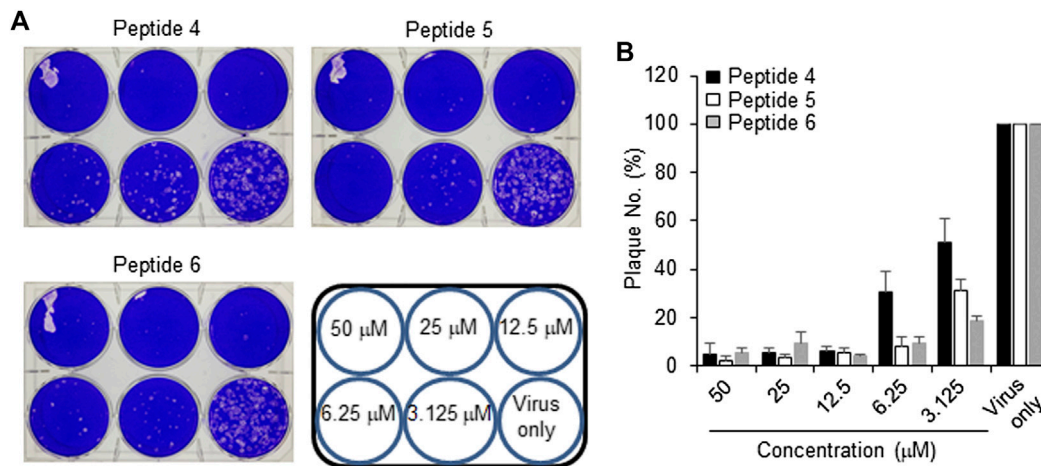 A
Peptide 4
Peptide 5
Peptide 6
50 μM
25 μM
12.5 μM
6.25 μM
3.125μM
Virus
only
B
Peptide 4
Peptide 5
Peptide 6
Plaque No. (%)
120
100
80
60
40
20
0
50
25
12.5
6.25
3.125
Virus
only
Concentration (μM)